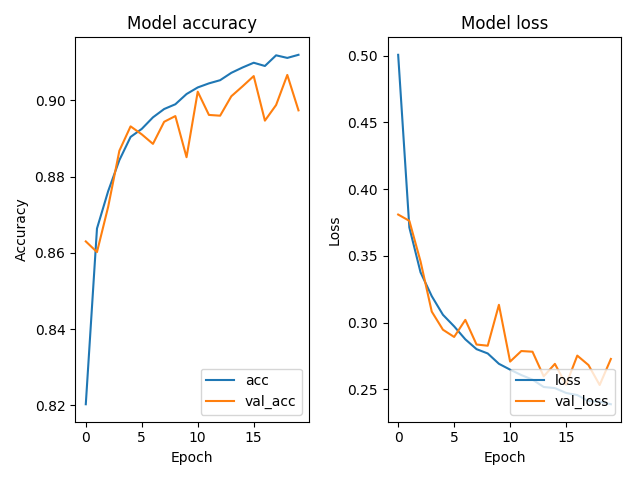 Model accuracy
Accuracy
0.90
0.88
0.86
0.84
0.82
0 5 10 15
Epoch
acc
val_acc
Model loss
Loss
0.50
0.45
0.40
0.35
0.30
0.25
0 5 10 15
Epoch
loss
val_loss